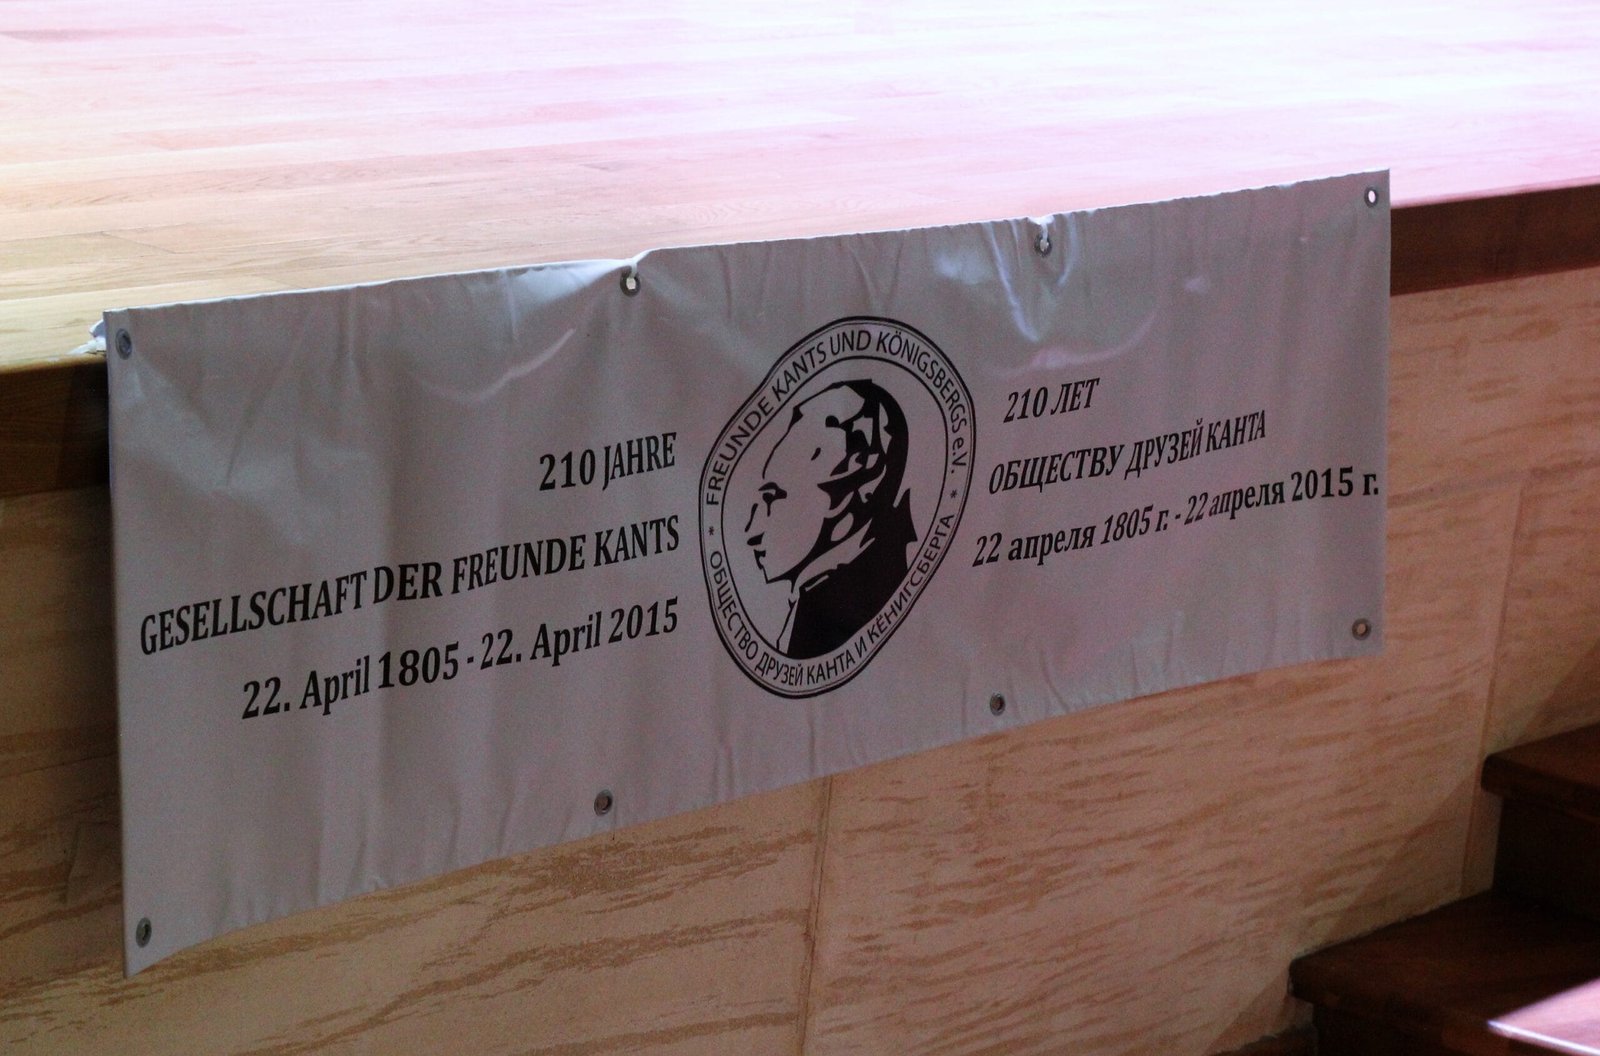 210 JAHRE
GESELLSCHAFT DER FREUNDE KANTS
22. April 1805 - 22. April 2015
* FREUNDE KANTS UND KÖNIGSBERGS e.V. *
ОБЩЕСТВО ДРУЗЕЙ КАНТА И КЁНИГСБЕРГА
210 ЛЕТ
ОБЩЕСТВУ ДРУЗЕЙ КАНТА
22 апреля 1805 г. - 22 апреля 2015 г.